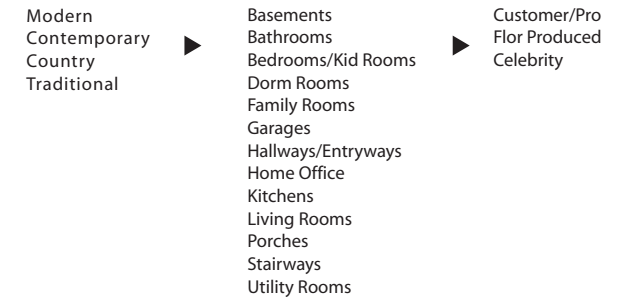 Modern
Contemporary
Country
Traditional
Basements
Bathrooms
Bedrooms/Kid Rooms
Dorm Rooms
Family Rooms
Garages
Hallways/Entryways
Home Office
Kitchens
Living Rooms
Porches
Stairways
Utility Rooms
Customer/Pro
Flor Produced
Celebrity